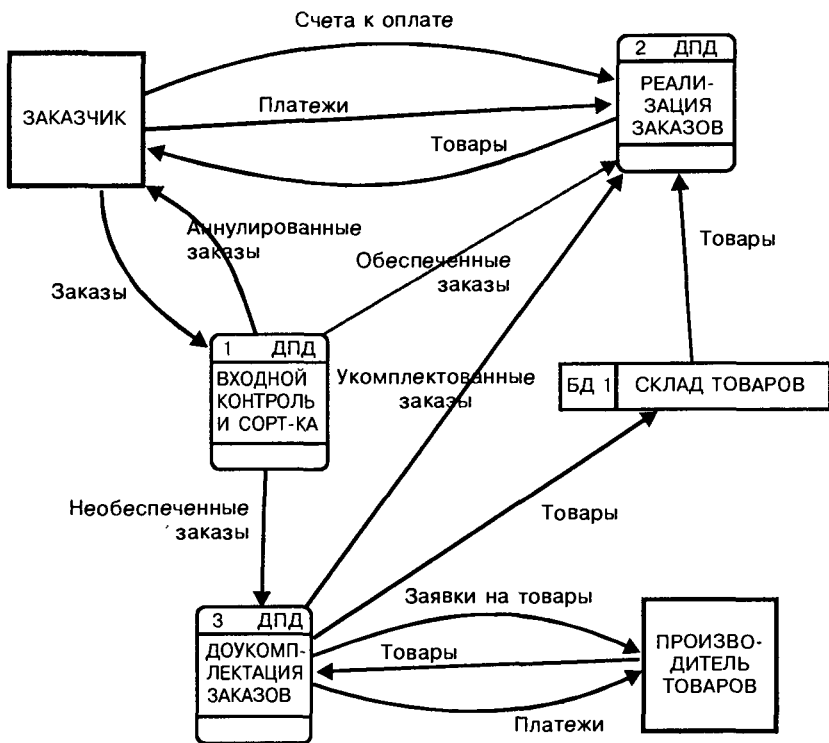 Счета к оплате
2 ДПД
РЕАЛИ-
ЗАЦИЯ
ЗАКАЗОВ
ЗАКАЗЧИК
Платежи
Товары
Аннулированные
заказы
Заказы
Обеспеченные
заказы
Товары
1 ДПД
ВХОДНОЙ
КОНТРОЛЬ
И СОРТ-КА
Укомплектованные
заказы
БД 1 СКЛАД ТОВАРОВ
Необеспеченные
заказы
Товары
3 ДПД
ДОУКОМП-
ЛЕКТАЦИЯ
ЗАКАЗОВ
Заявки на товары
Товары
Платежи
ПРОИЗВО-
ДИТЕЛЬ
ТОВАРОВ